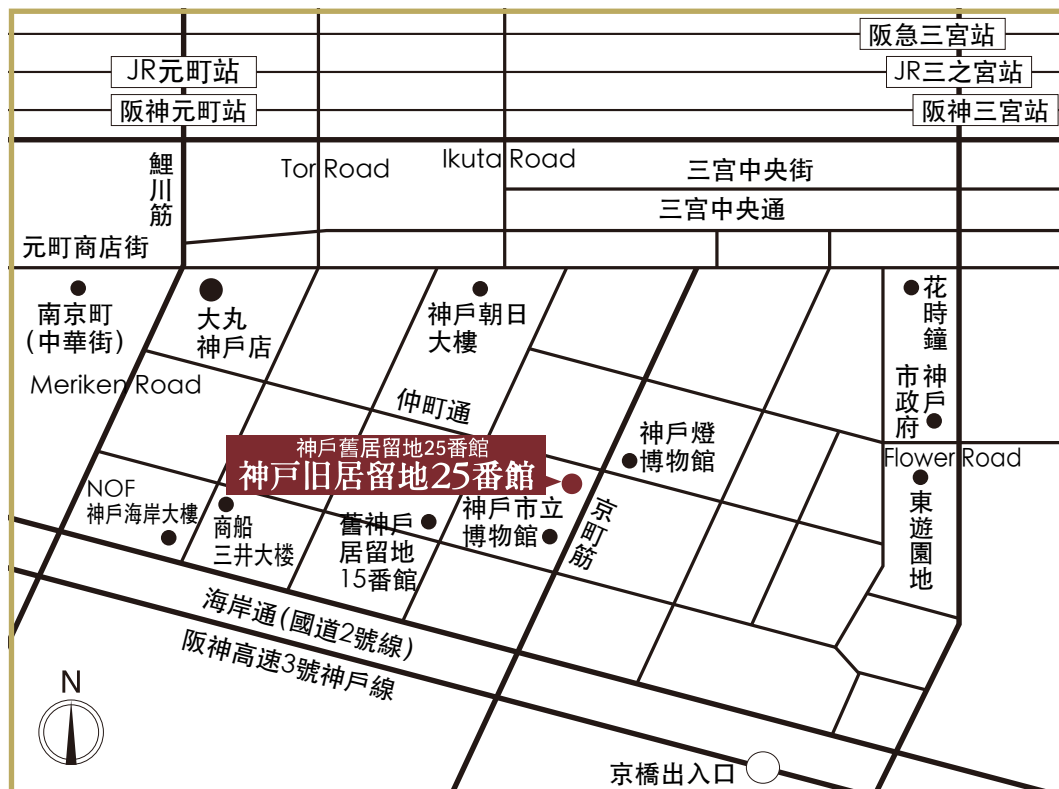 阪急三宮站
JR元町站
JR三之宮站
阪神元町站
阪神三宮站
鯉川筋
Tor Road
Ikuta Road
三宮中央街
三宮中央通
元町商店街
南京町
(中華街)
大丸
神戶店
神戶朝日
大樓
花時鐘
Meriken Road
仲町通
神戶
市政府
神戶舊居留地25番館
神戸旧居留地25番館
神戶燈
博物館
Flower Road
NOF
神戶海岸大樓
商船
三井大楼
舊神戶
居留地
15番館
神戶市立
博物館
京町筋
東遊園地
海岸通(國道2號線)
阪神高速3號神戶線
N
京橋出入口